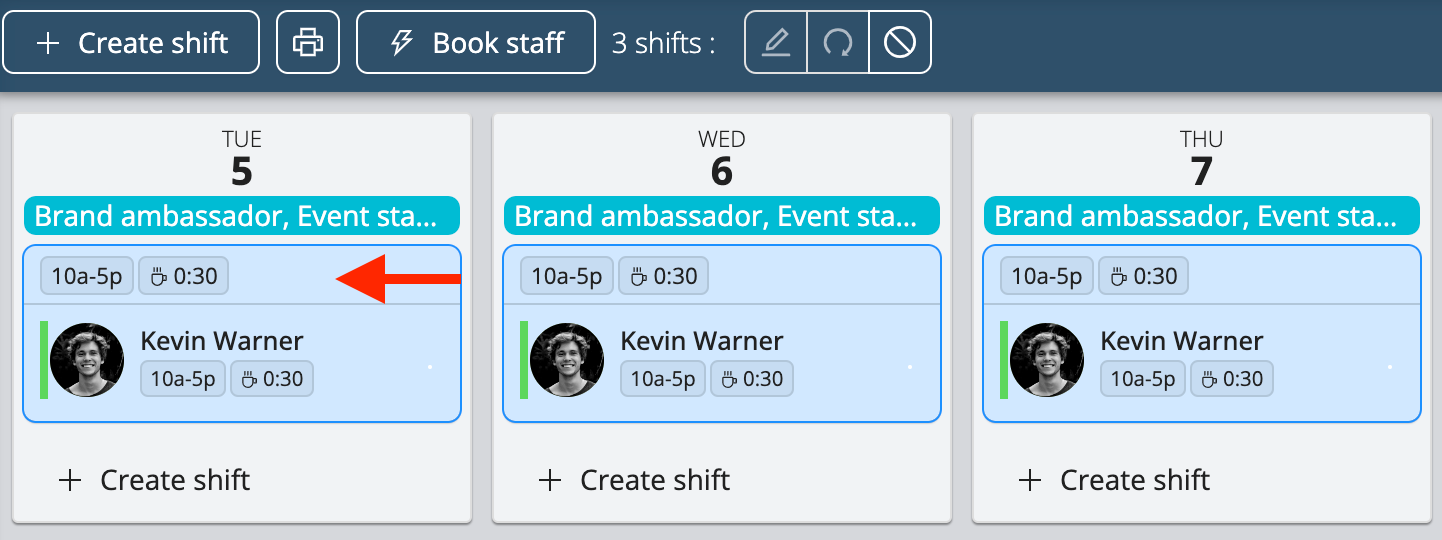 Create shift
Book staff
3 shifts :
TUE
5
Brand ambassador, Event sta...
10a-5p 0:30
Kevin Warner
10a-5p 0:30
Create shift
WED
6
Brand ambassador, Event sta...
10a-5p 0:30
Kevin Warner
10a-5p 0:30
Create shift
THU
7
Brand ambassador, Event sta...
10a-5p 0:30
Kevin Warner
10a-5p 0:30
Create shift